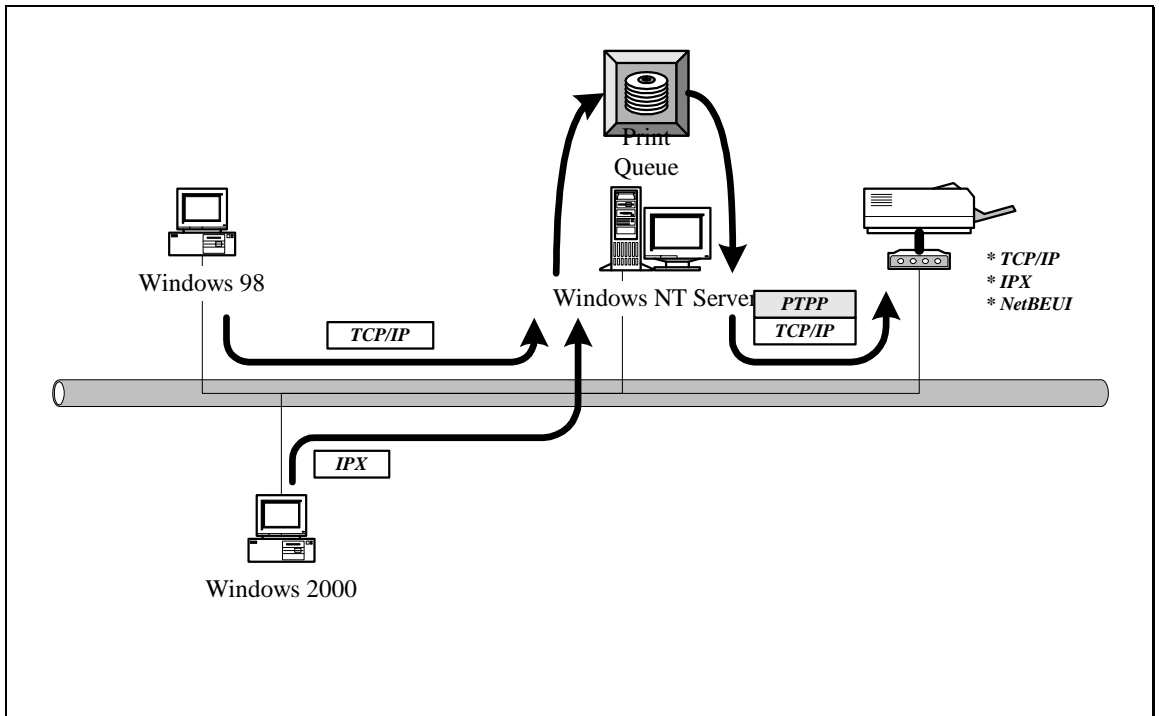 Print
Queue
Windows 98
Windows NT Server
* TCP/IP
* IPX
* NetBEUI
PTPP
TCP/IP
TCP/IP
IPX
Windows 2000